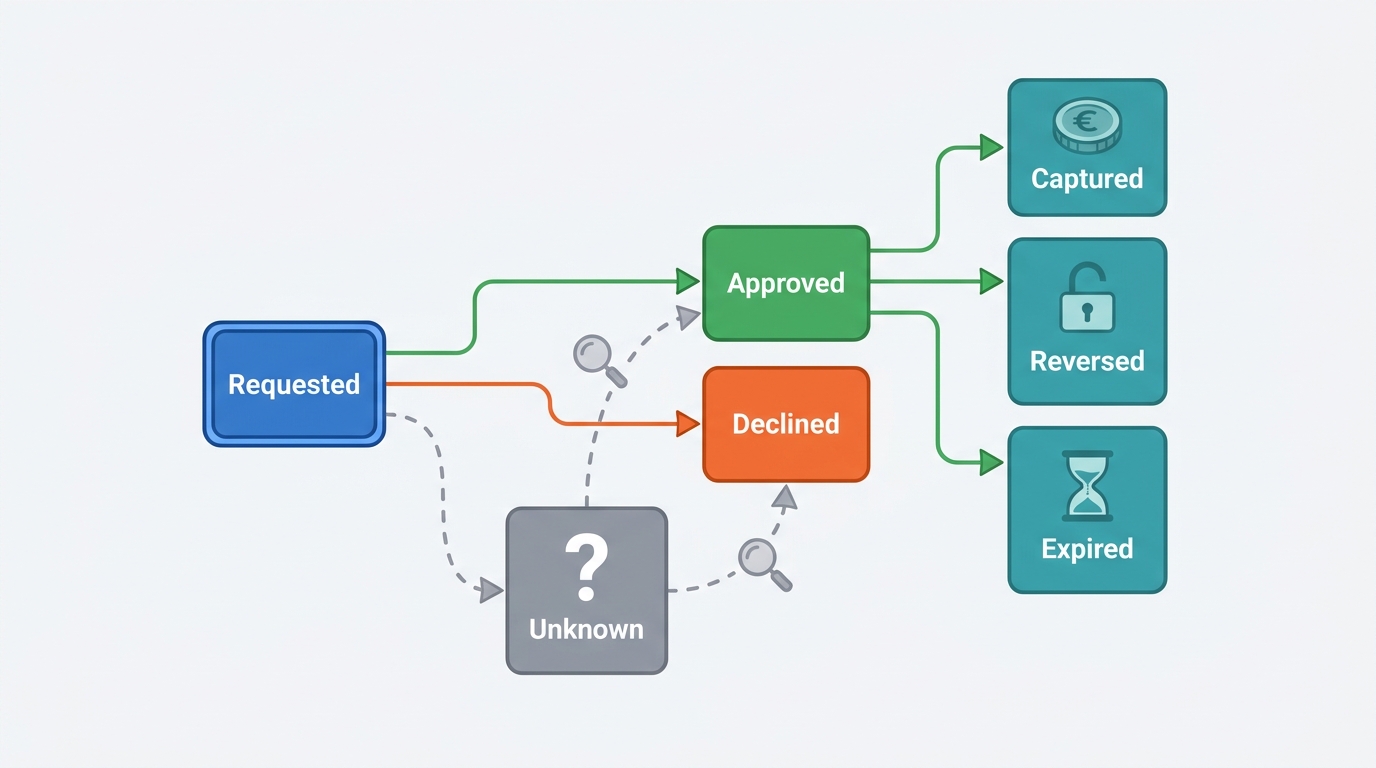 Requested
?
Unknown
Approved
Declined
€
Captured
Reversed
Expired